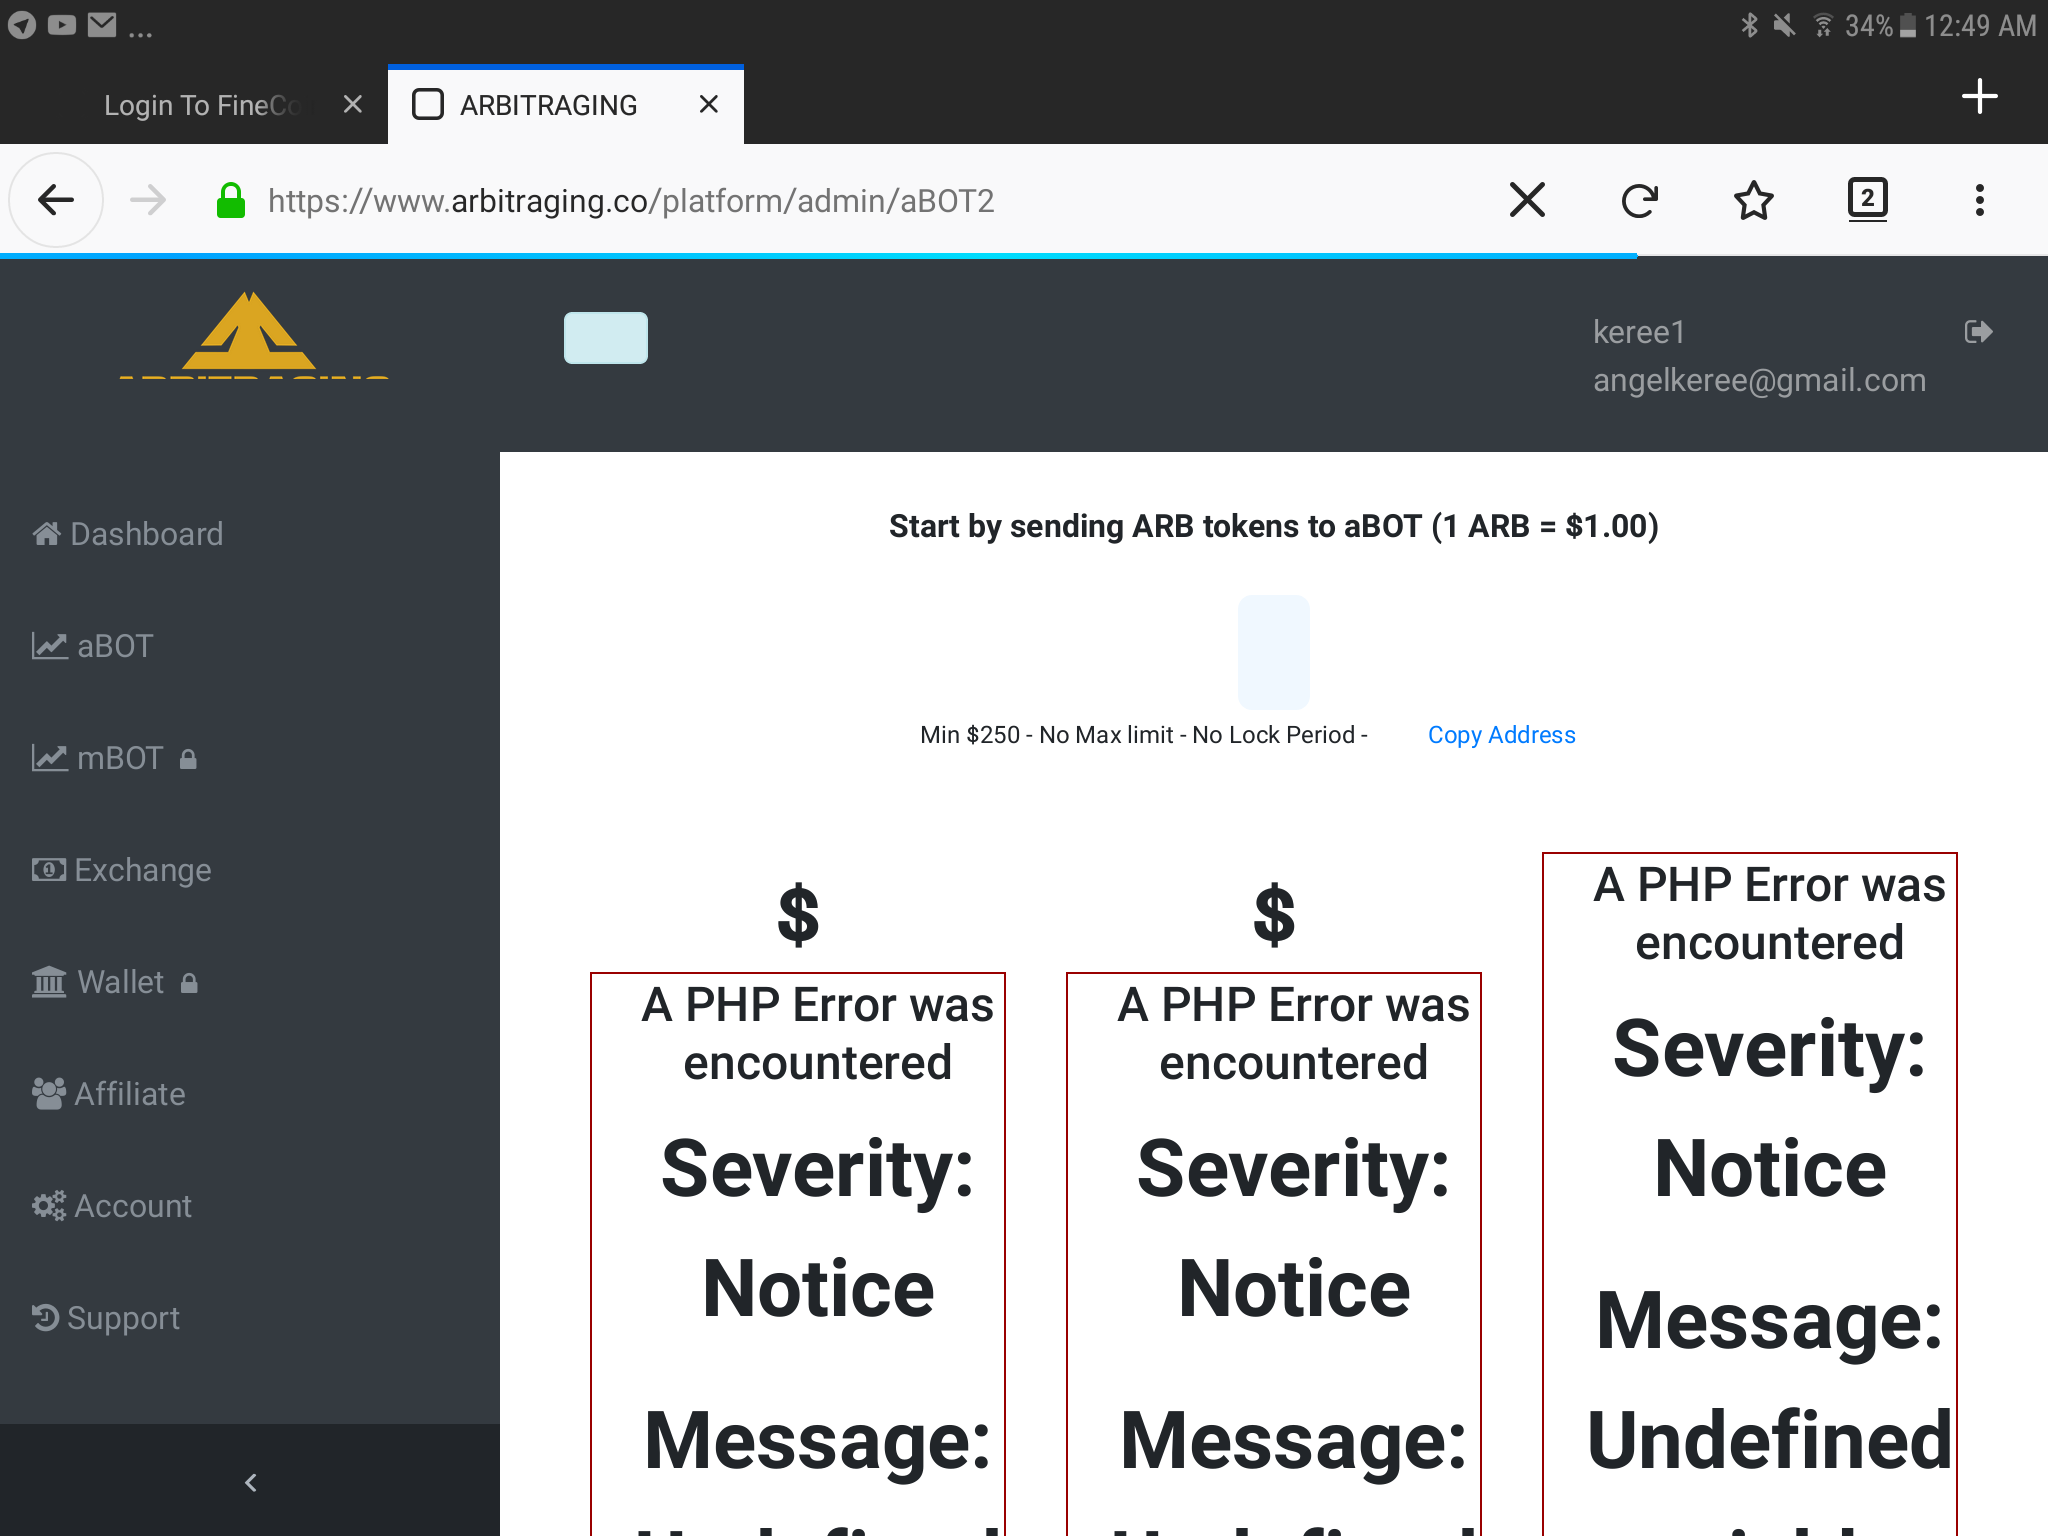 ...
34%
12:49 AM
Login To FineCo
ARBITRAGING
https://www.arbitraging.co/platform/admin/aBOT2
2
keree1
angelkeree@gmail.com
Dashboard
aBOT
mBOT
Exchange
Wallet
Affiliate
Account
Support
Start by sending ARB tokens to aBOT (1 ARB = $1.00)
Min $250 - No Max limit - No Lock Period - Copy Address
$
A PHP Error was
encountered
Severity:
Notice
Message:
$
A PHP Error was
encountered
Severity:
Notice
Message:
A PHP Error was
encountered
Severity:
Notice
Message:
Undefined